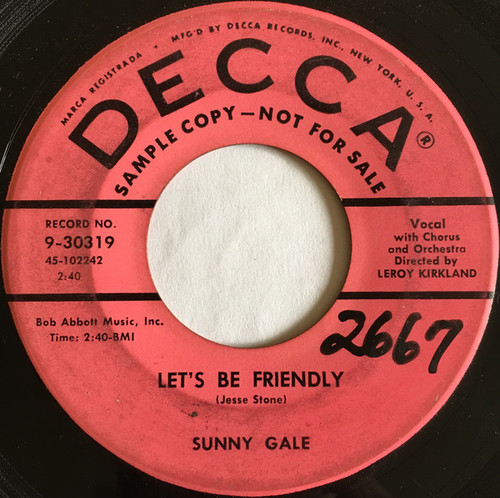 MARCA REGISTRADA • MF'G BY DECCA RECORDS, INC., NEW YORK, U.S.A.
DECCA®
SAMPLE COPY—NOT FOR SALE
RECORD NO.
9-30319
45-102242
2:40
Vocal
with Chorus
and Orchestra
Directed by
LEROY KIRKLAND
Bob Abbott Music, Inc.
Time: 2:40-BMI
2667
LET'S BE FRIENDLY
(Jesse Stone)
SUNNY GALE